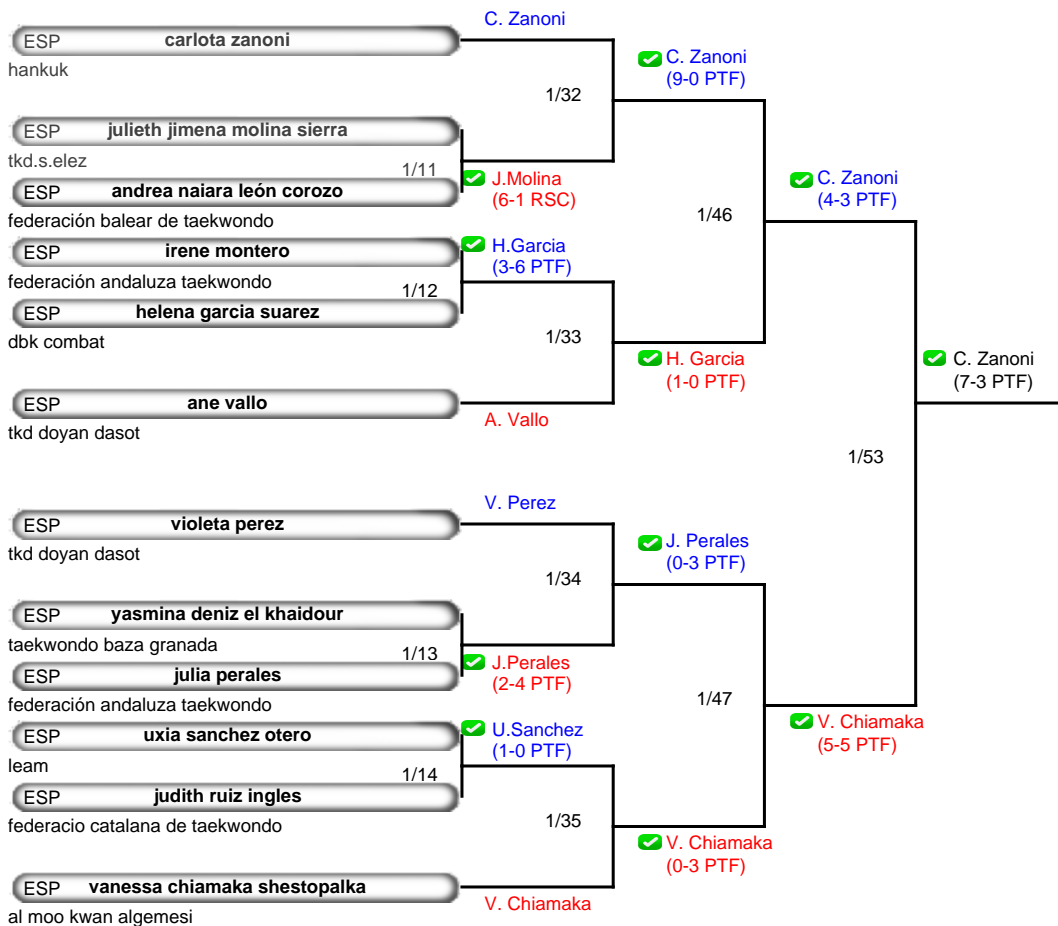 C. Zanoni
ESP carlota zanoni
hankuk
C. Zanoni
(9-0 PTF)
1/32
ESP julieth jimena molina sierra
tkd.s.elez
1/11
ESP andrea naiara león corozo
federación balear de taekwondo
J.Molina
(6-1 RSC)
C. Zanoni
(4-3 PTF)
1/46
ESP irene montero
federación andaluza taekwondo
H.Garcia
(3-6 PTF)
1/12
ESP helena garcia suarez
dbk combat
1/33
H. Garcia
(1-0 PTF)
C. Zanoni
(7-3 PTF)
ESP ane vallo
tkd doyan dasot
A. Vallo
1/53
V. Perez
ESP violeta perez
tkd doyan dasot
J. Perales
(0-3 PTF)
1/34
ESP yasmina deniz el khaidour
taekwondo baza granada
1/13
ESP julia perales
federación andaluza taekwondo
J.Perales
(2-4 PTF)
1/47
ESP uxia sanchez otero
leam
U.Sanchez
(1-0 PTF)
V. Chiamaka
(5-5 PTF)
1/14
ESP judith ruiz ingles
federacio catalana de taekwondo
1/35
V. Chiamaka
(0-3 PTF)
ESP vanessa chiamaka shestopalka
al moo kwan algemesi
V. Chiamaka